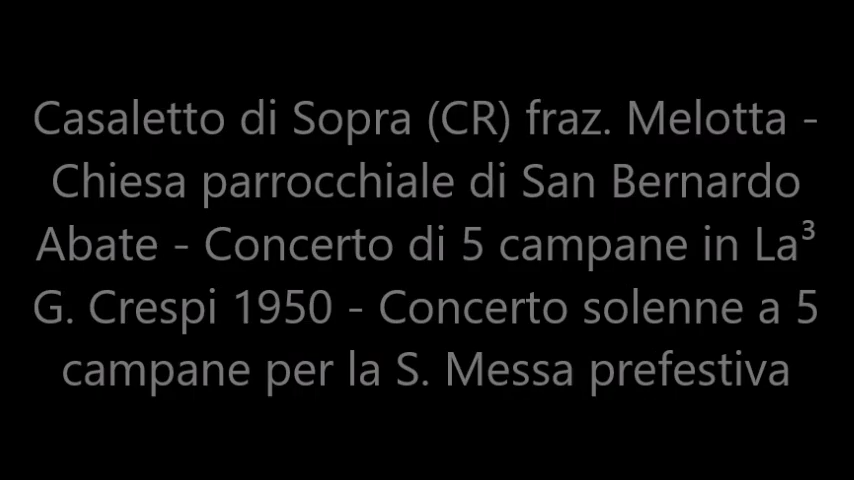 Casaletto di Sopra (CR) fraz. Melotta -
Chiesa parrocchiale di San Bernardo
Abate - Concerto di 5 campane in La³
G. Crespi 1950 - Concerto solenne a 5
campane per la S. Messa prefestiva